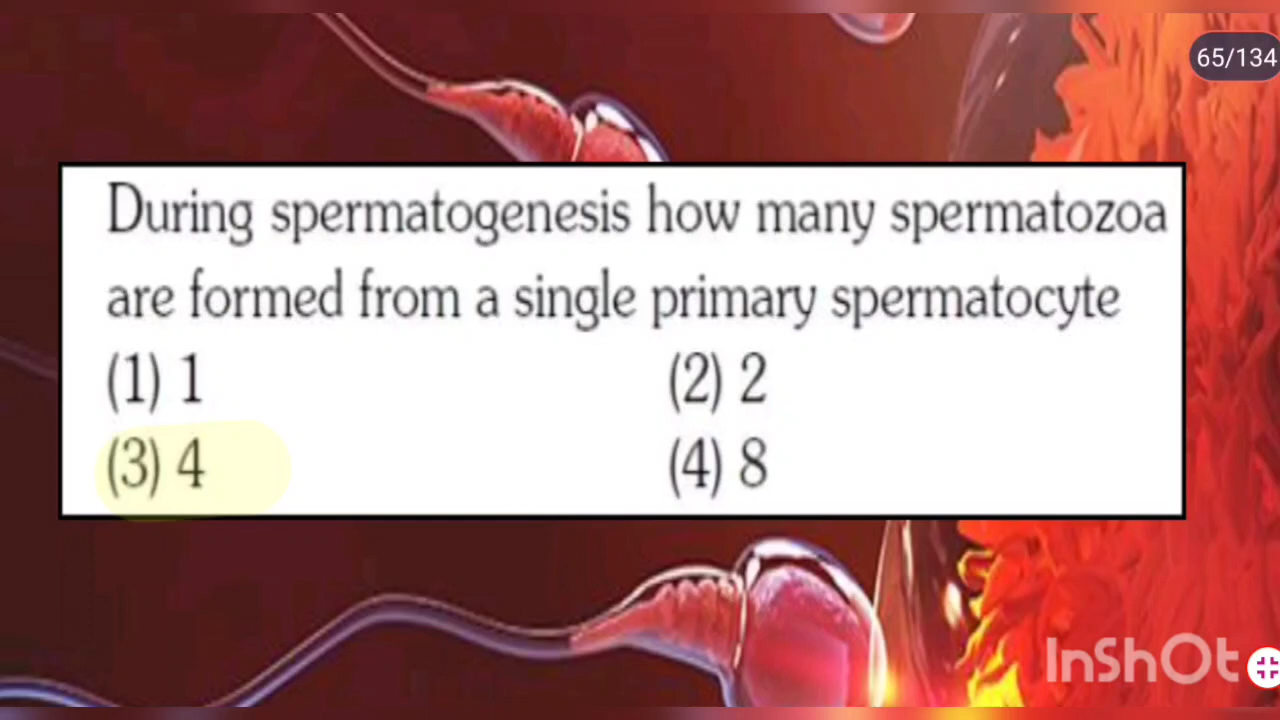 65/134
During spermatogenesis how many spermatozoa
are formed from a single primary spermatocyte
(1) 1 (2) 2
(3) 4 (4) 8
InShOt